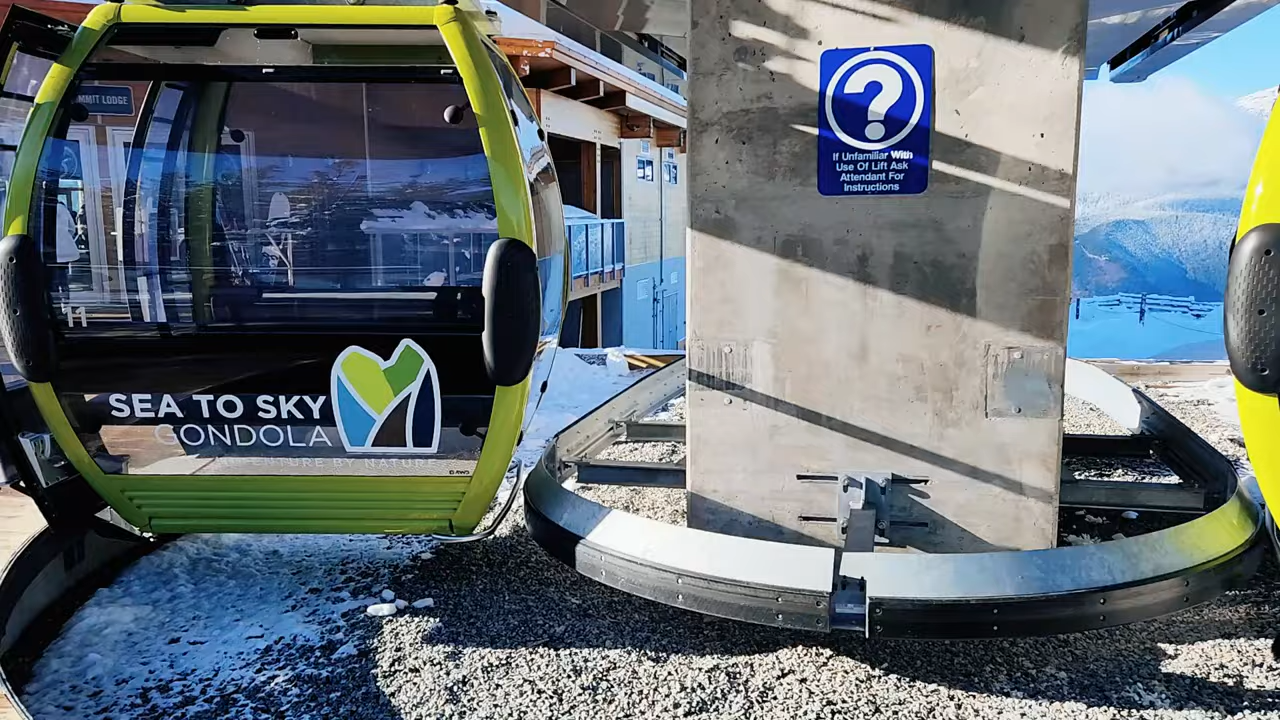 MMIT LODGE
11
SEA TO SKY
GONDOLA
ADVENTURE BY NATURE
?
If Unfamiliar With
Use Of Lift Ask
Attendant For
Instructions